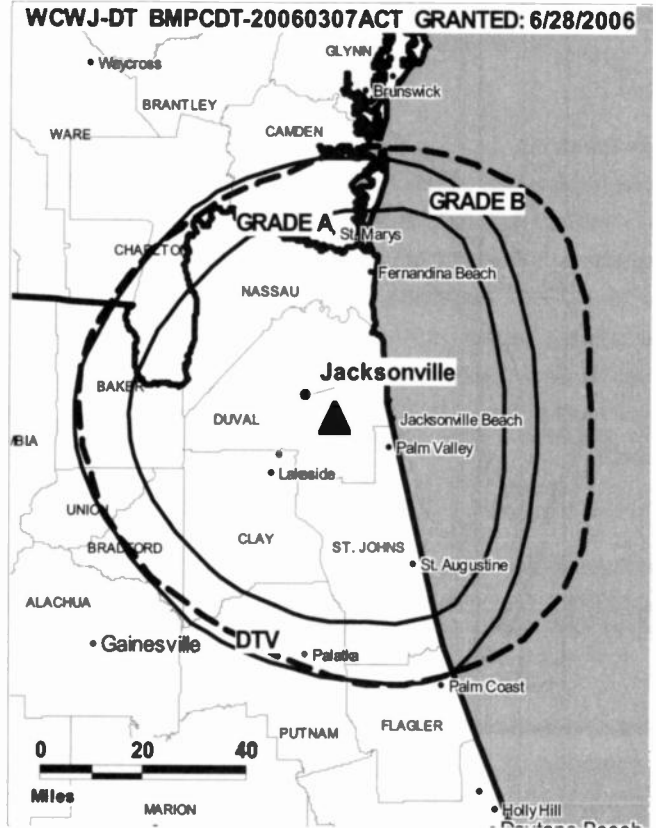 WCWJ-DT BMPCDT-20060307ACT GRANTED: 6/28/2006
GLYNN
Waycross
Brunswick
BRANTLEY
WARE
CAMDEN
GRADE B
GRADE A
St. Marys
CHARLTON
Fernandina Beach
NASSAU
Jacksonville
BAKER
DUVAL
Jacksonville Beach
Palm Valley
Lakeside
UNION
CLAY
ST. JOHNS
BRADFORD
St. Augustine
ALACHUA
Gainesville
DTV
Palatka
Palm Coast
FLAGLER
PUTNAM
0 20 40
Miles
MARION
Holly Hill